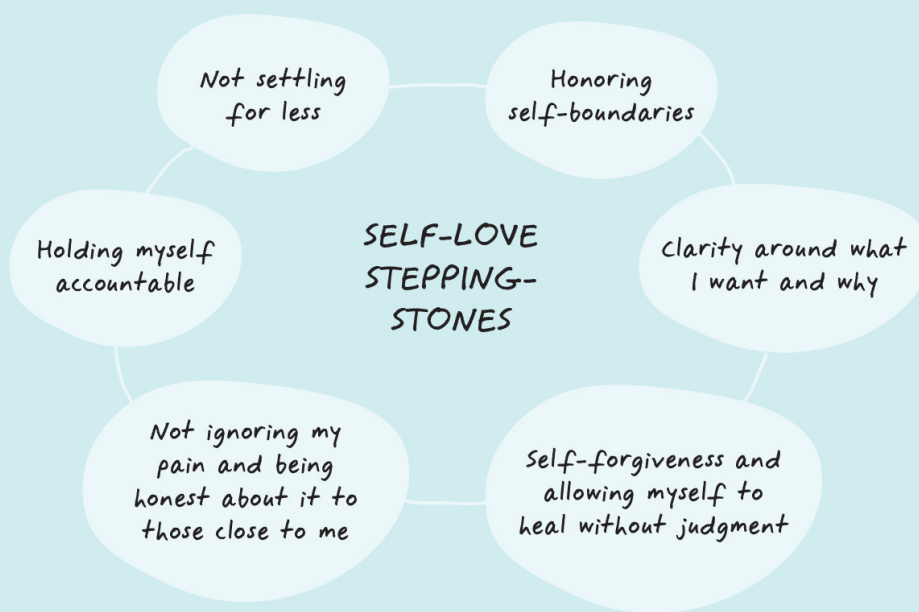 SELF-LOVE
STEPPING-
STONES
Not settling
for less
Honoring
self-boundaries
Clarity around what
I want and why
Self-forgiveness and
allowing myself to
heal without judgment
Not ignoring my
pain and being
honest about it to
those close to me
Holding myself
accountable